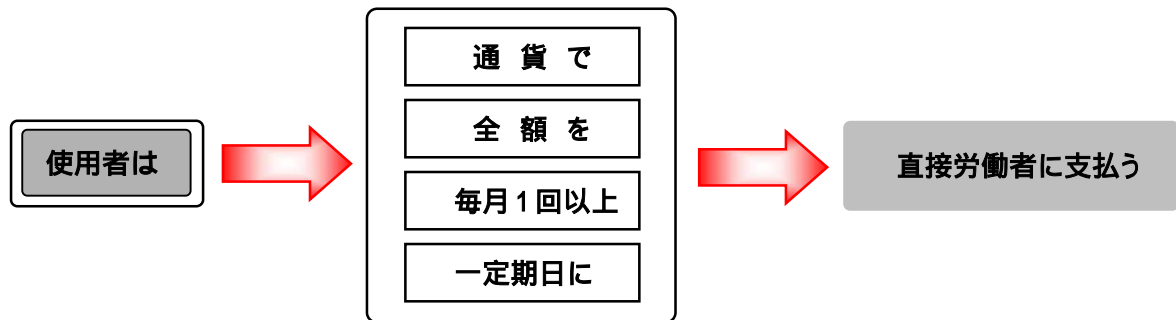 使用者は
通 貨 で
全 額 を
毎月1回以上
一定期日に
直接労働者に支払う